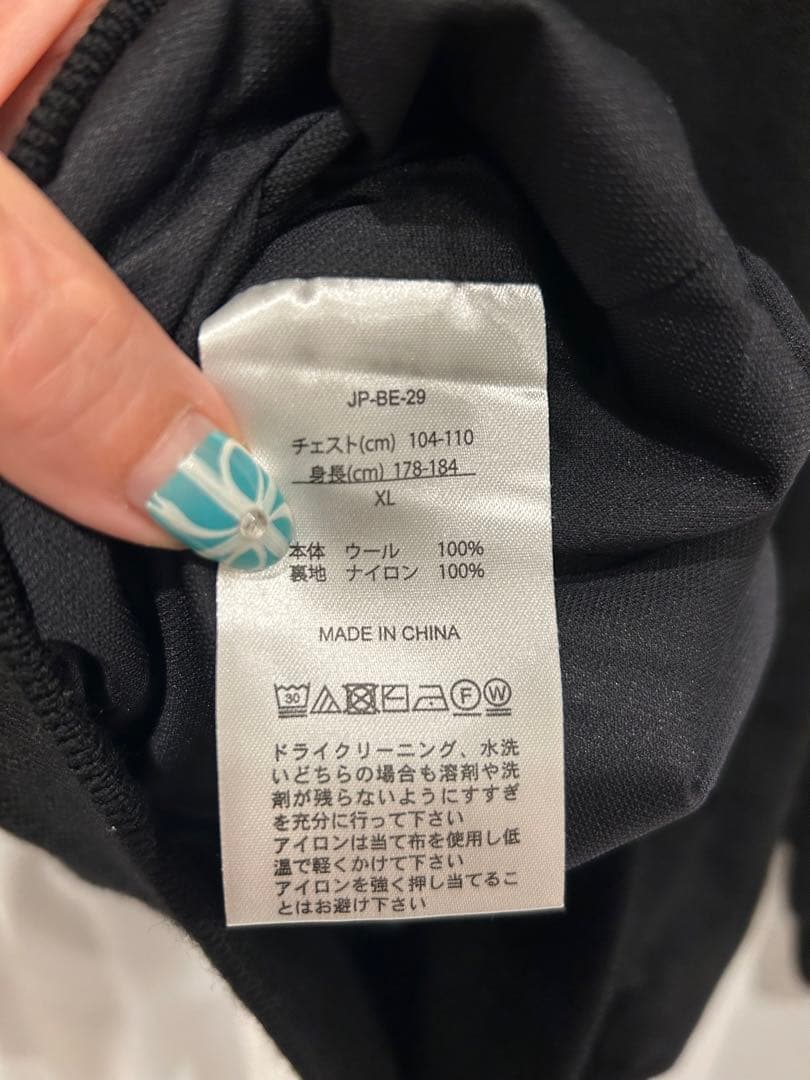 JP-BE-29
チェスト(cm) 104-110
身長(cm) 178-184
XL
本体 ウール 100%
裏地 ナイロン 100%
MADE IN CHINA
30 F W
ドライクリーニング、水洗
いどちらの場合も溶剤や洗
剤が残らないようにすすぎ
を充分に行って下さい
アイロンは当て布を使用し低
温で軽くかけて下さい
アイロンを強く押し当てるこ
とはお避け下さい